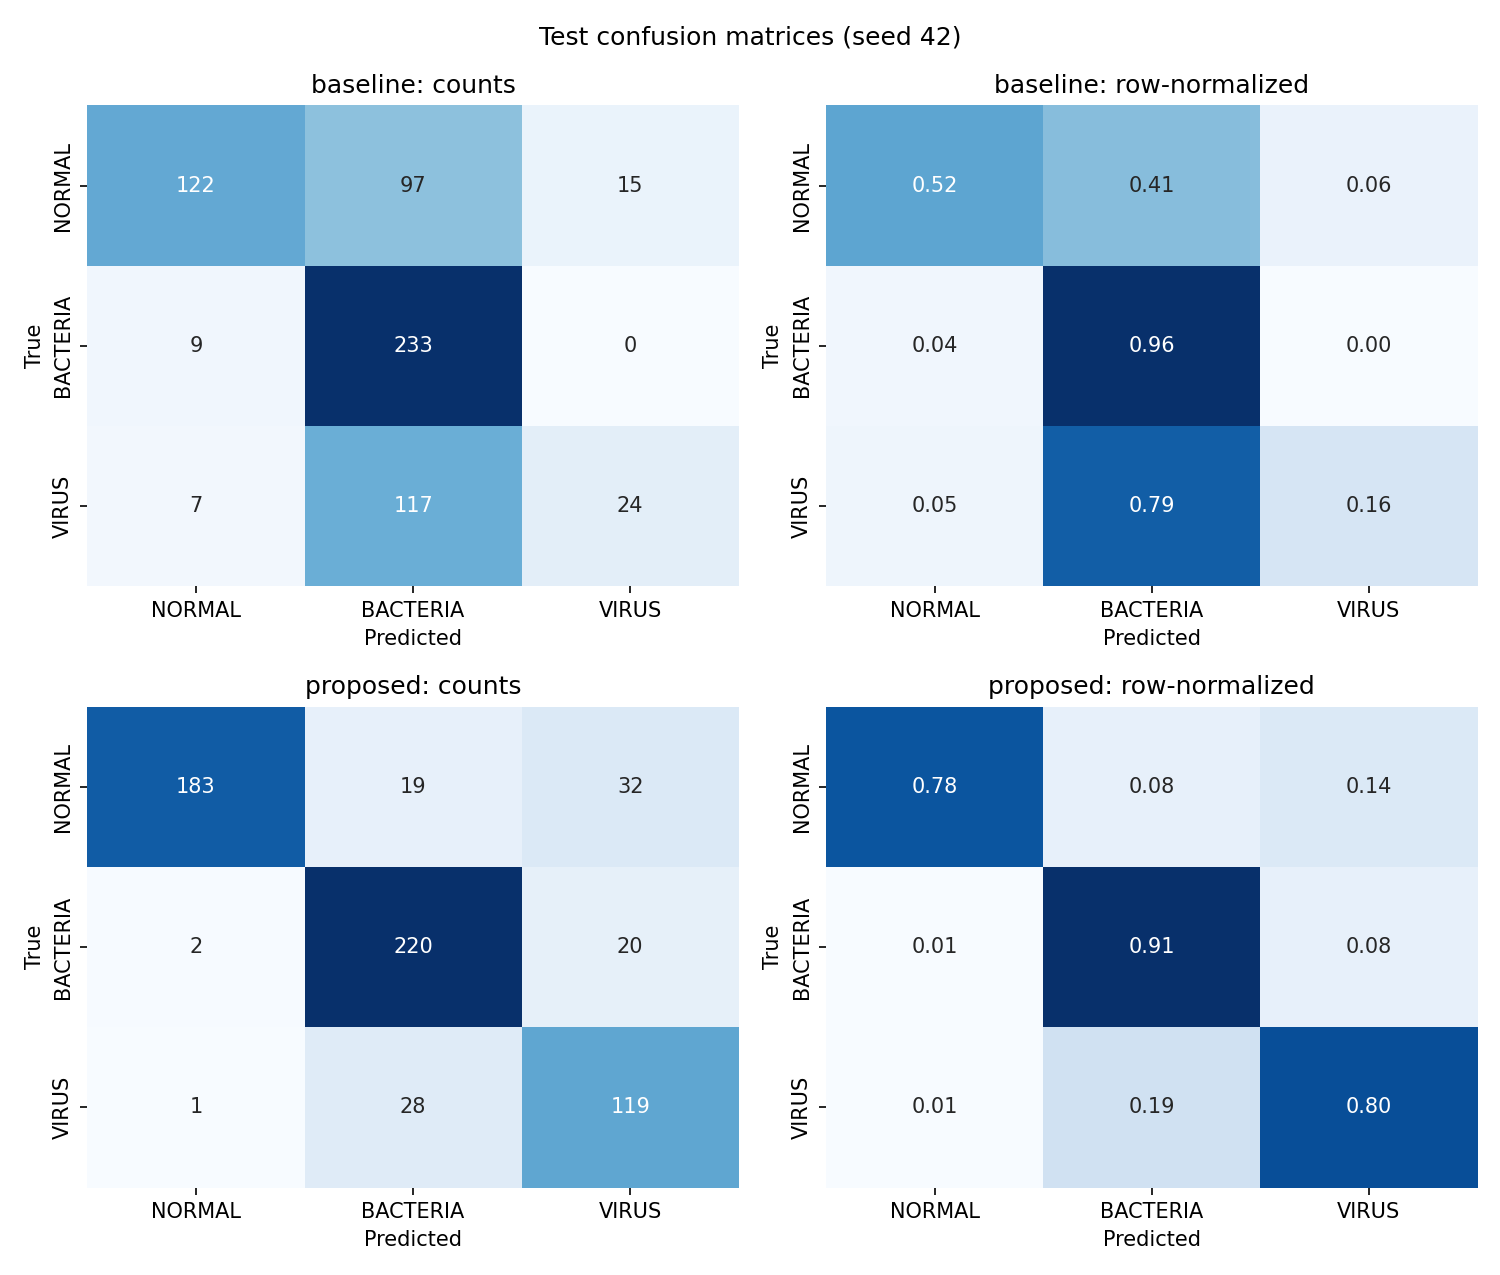 Test confusion matrices (seed 42)
baseline: counts
True
NORMAL
122 97 15
BACTERIA
9 233 0
VIRUS
7 117 24
NORMAL BACTERIA VIRUS
Predicted
baseline: row-normalized
True
NORMAL
0.52 0.41 0.06
BACTERIA
0.04 0.96 0.00
VIRUS
0.05 0.79 0.16
NORMAL BACTERIA VIRUS
Predicted
proposed: counts
True
NORMAL
183 19 32
BACTERIA
2 220 20
VIRUS
1 28 119
NORMAL BACTERIA VIRUS
Predicted
proposed: row-normalized
True
NORMAL
0.78 0.08 0.14
BACTERIA
0.01 0.91 0.08
VIRUS
0.01 0.19 0.80
NORMAL BACTERIA VIRUS
Predicted